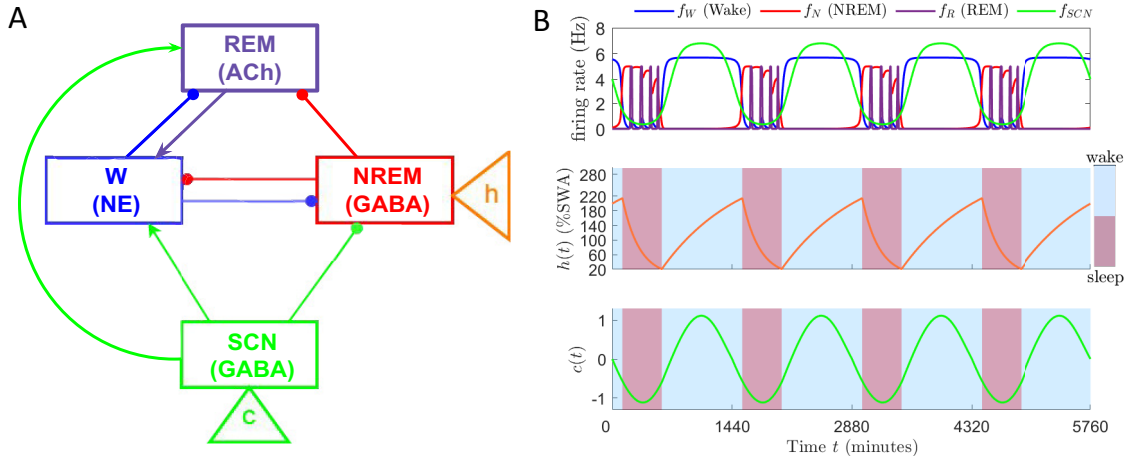 A
REM
(ACh)
W
(NE)
NREM
(GABA)
h
SCN
(GABA)
C
B
f_W (Wake) f_N (NREM) f_R (REM) f_SCN
firing rate (Hz)
8
6
4
2
0
h(t) (%SWA)
280
220
160
100
60
20
wake
sleep
c(t)
1
0
-1
0 1440 2880 4320 5760
Time t (minutes)